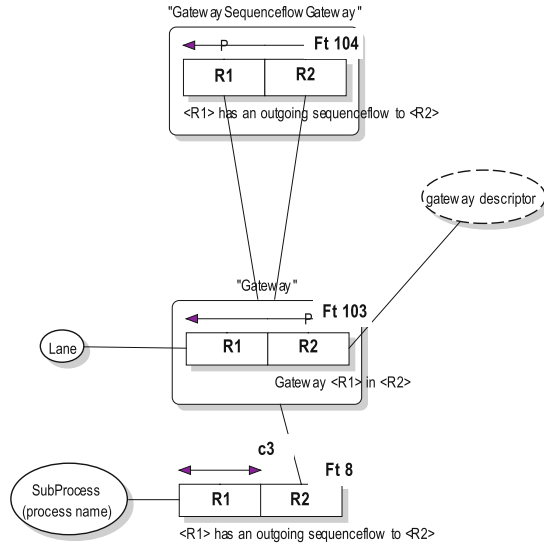 "Gateway Sequenceflow Gateway"
P Ft 104
R1 R2
<R1> has an outgoing sequenceflow to <R2>
gateway descriptor
"Gateway"
P Ft 103
Lane R1 R2
Gateway <R1> in <R2>
c3
Ft 8
SubProcess
(process name)
R1 R2
<R1> has an outgoing sequenceflow to <R2>